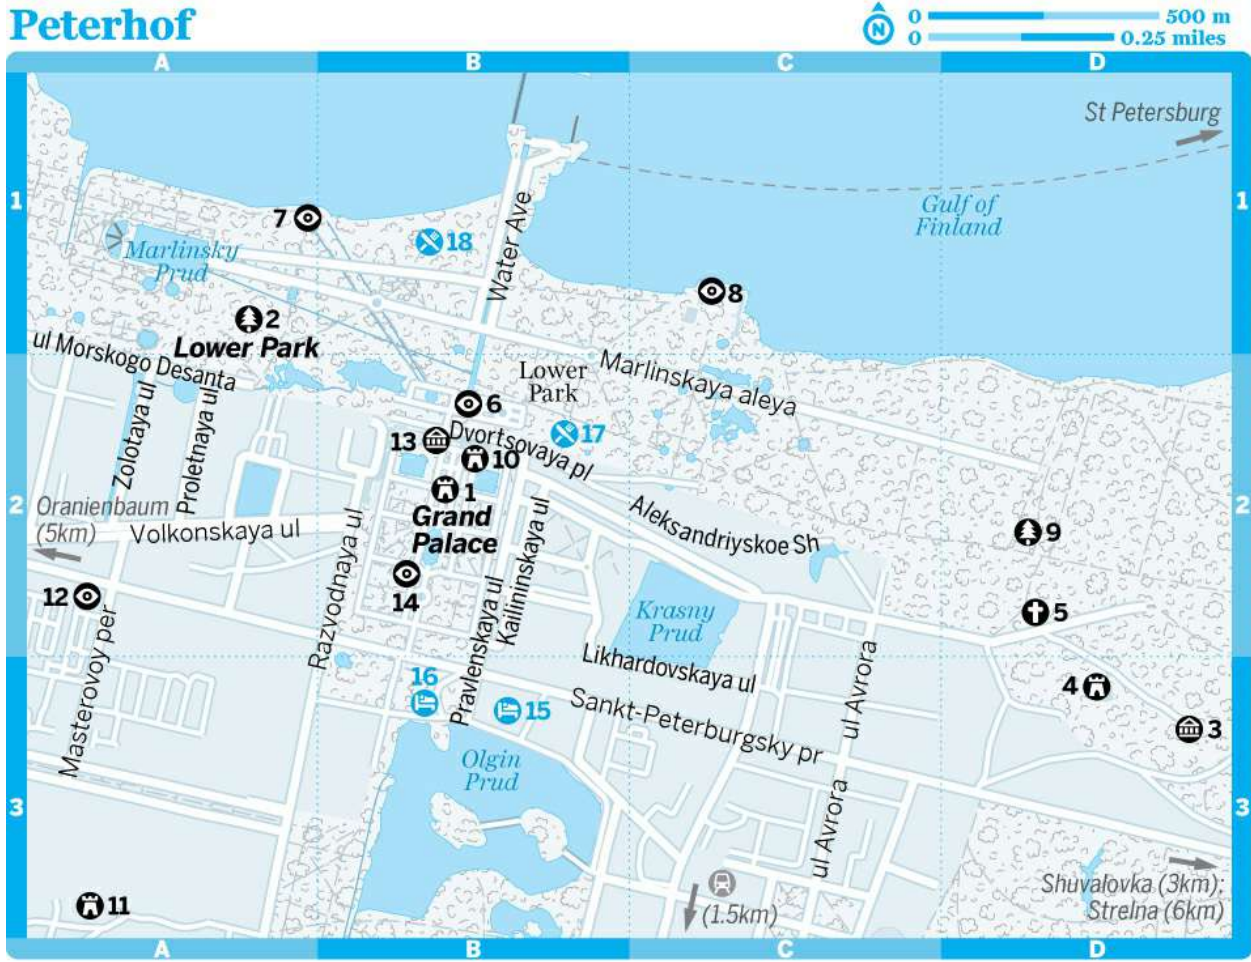 Peterhof
N
0 500 m
0 0.25 miles
A B C D
St Petersburg
1 1
Gulf of
Finland
7
18
Marlinsky
Prud
Water Ave
8
2
Lower Park
ul Morskogo Desanta
Lower
Park
Marlinskaya aleya
6
17
13
Dvortsovaya pl
10
Zolotaya ul
Proletnaya ul
1
Grand
Palace
2 2
Oranienbaum
(5km)
Volkonskaya ul
Razvodnaya ul
Kalininskaya ul
Aleksandriyskoe Sh
9
14
12
Krasny
Prud
5
Masterovoy per
Pravlenskaya ul
Likhardovskaya ul
ul Avrora
16
15
Sankt-Peterburgsky pr
4
3
Olgin
Prud
3 3
ul Avrora
11
(1.5km)
Shuvalovka (3km);
Strelna (6km)
A B C D